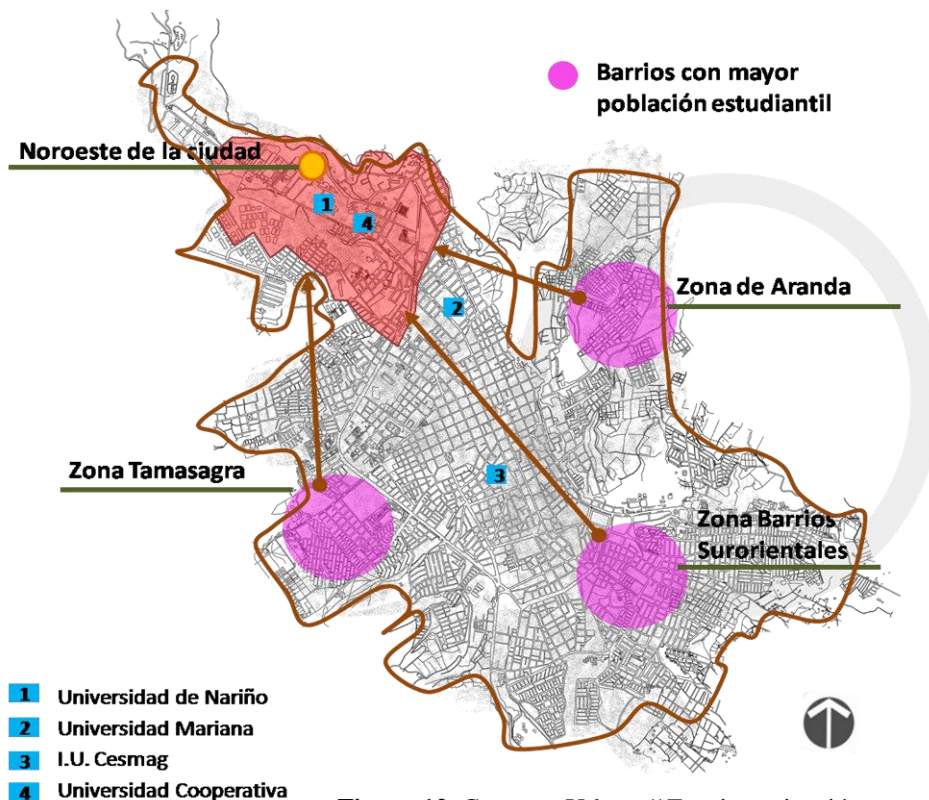 Barrios con mayor
población estudiantil
Noroeste de la ciudad
1
4
2
Zona de Aranda
Zona Tamasagra
3
Zona Barrios
Surorientales
1 Universidad de Nariño
2 Universidad Mariana
3 I.U. Cesmag
4 Universidad Cooperativa